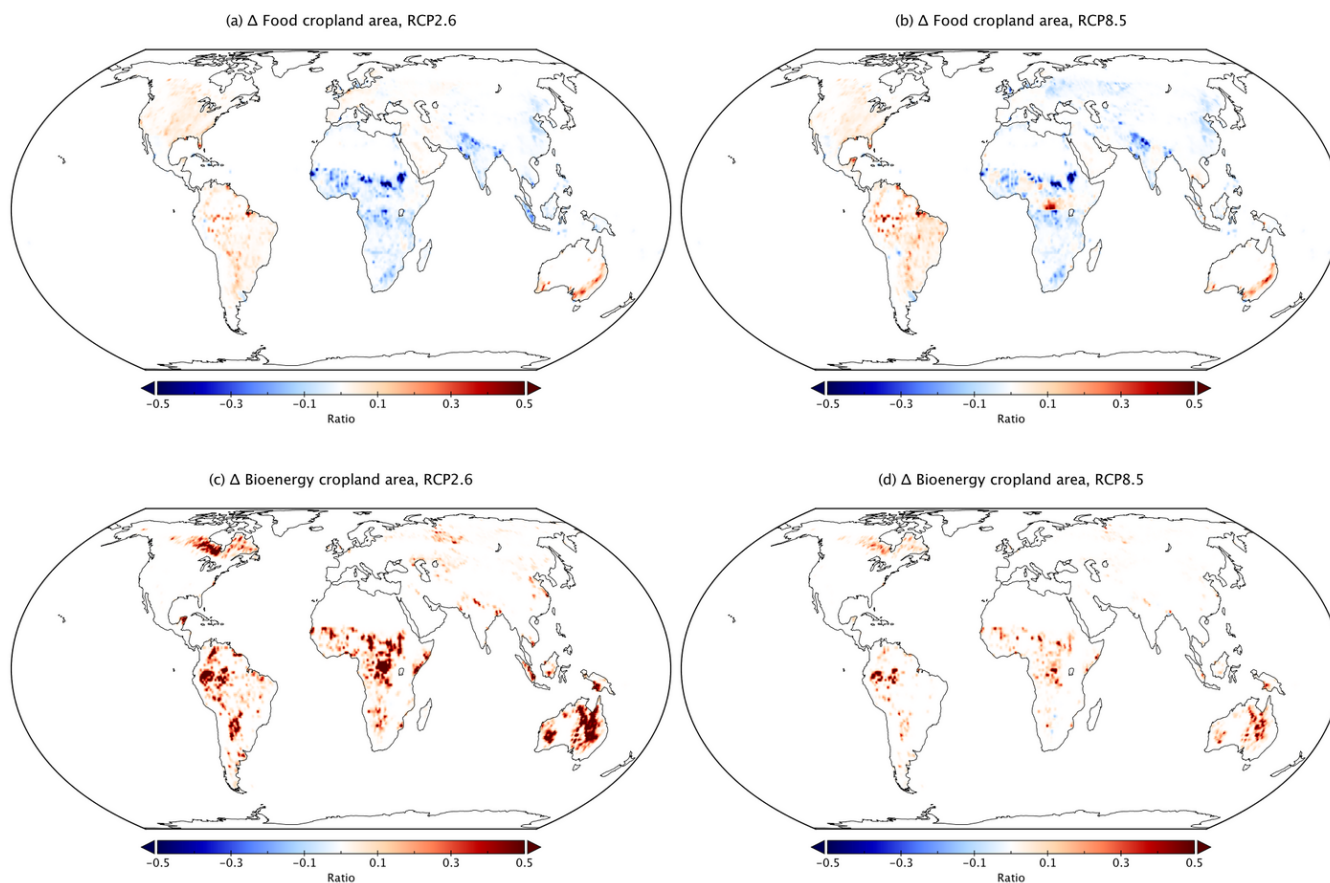 (a) Δ Food cropland area, RCP2.6
(b) Δ Food cropland area, RCP8.5
−0.5 −0.3 −0.1 0.1 0.3 0.5
Ratio
−0.5 −0.3 −0.1 0.1 0.3 0.5
Ratio
(c) Δ Bioenergy cropland area, RCP2.6
(d) Δ Bioenergy cropland area, RCP8.5
−0.5 −0.3 −0.1 0.1 0.3 0.5
Ratio
−0.5 −0.3 −0.1 0.1 0.3 0.5
Ratio